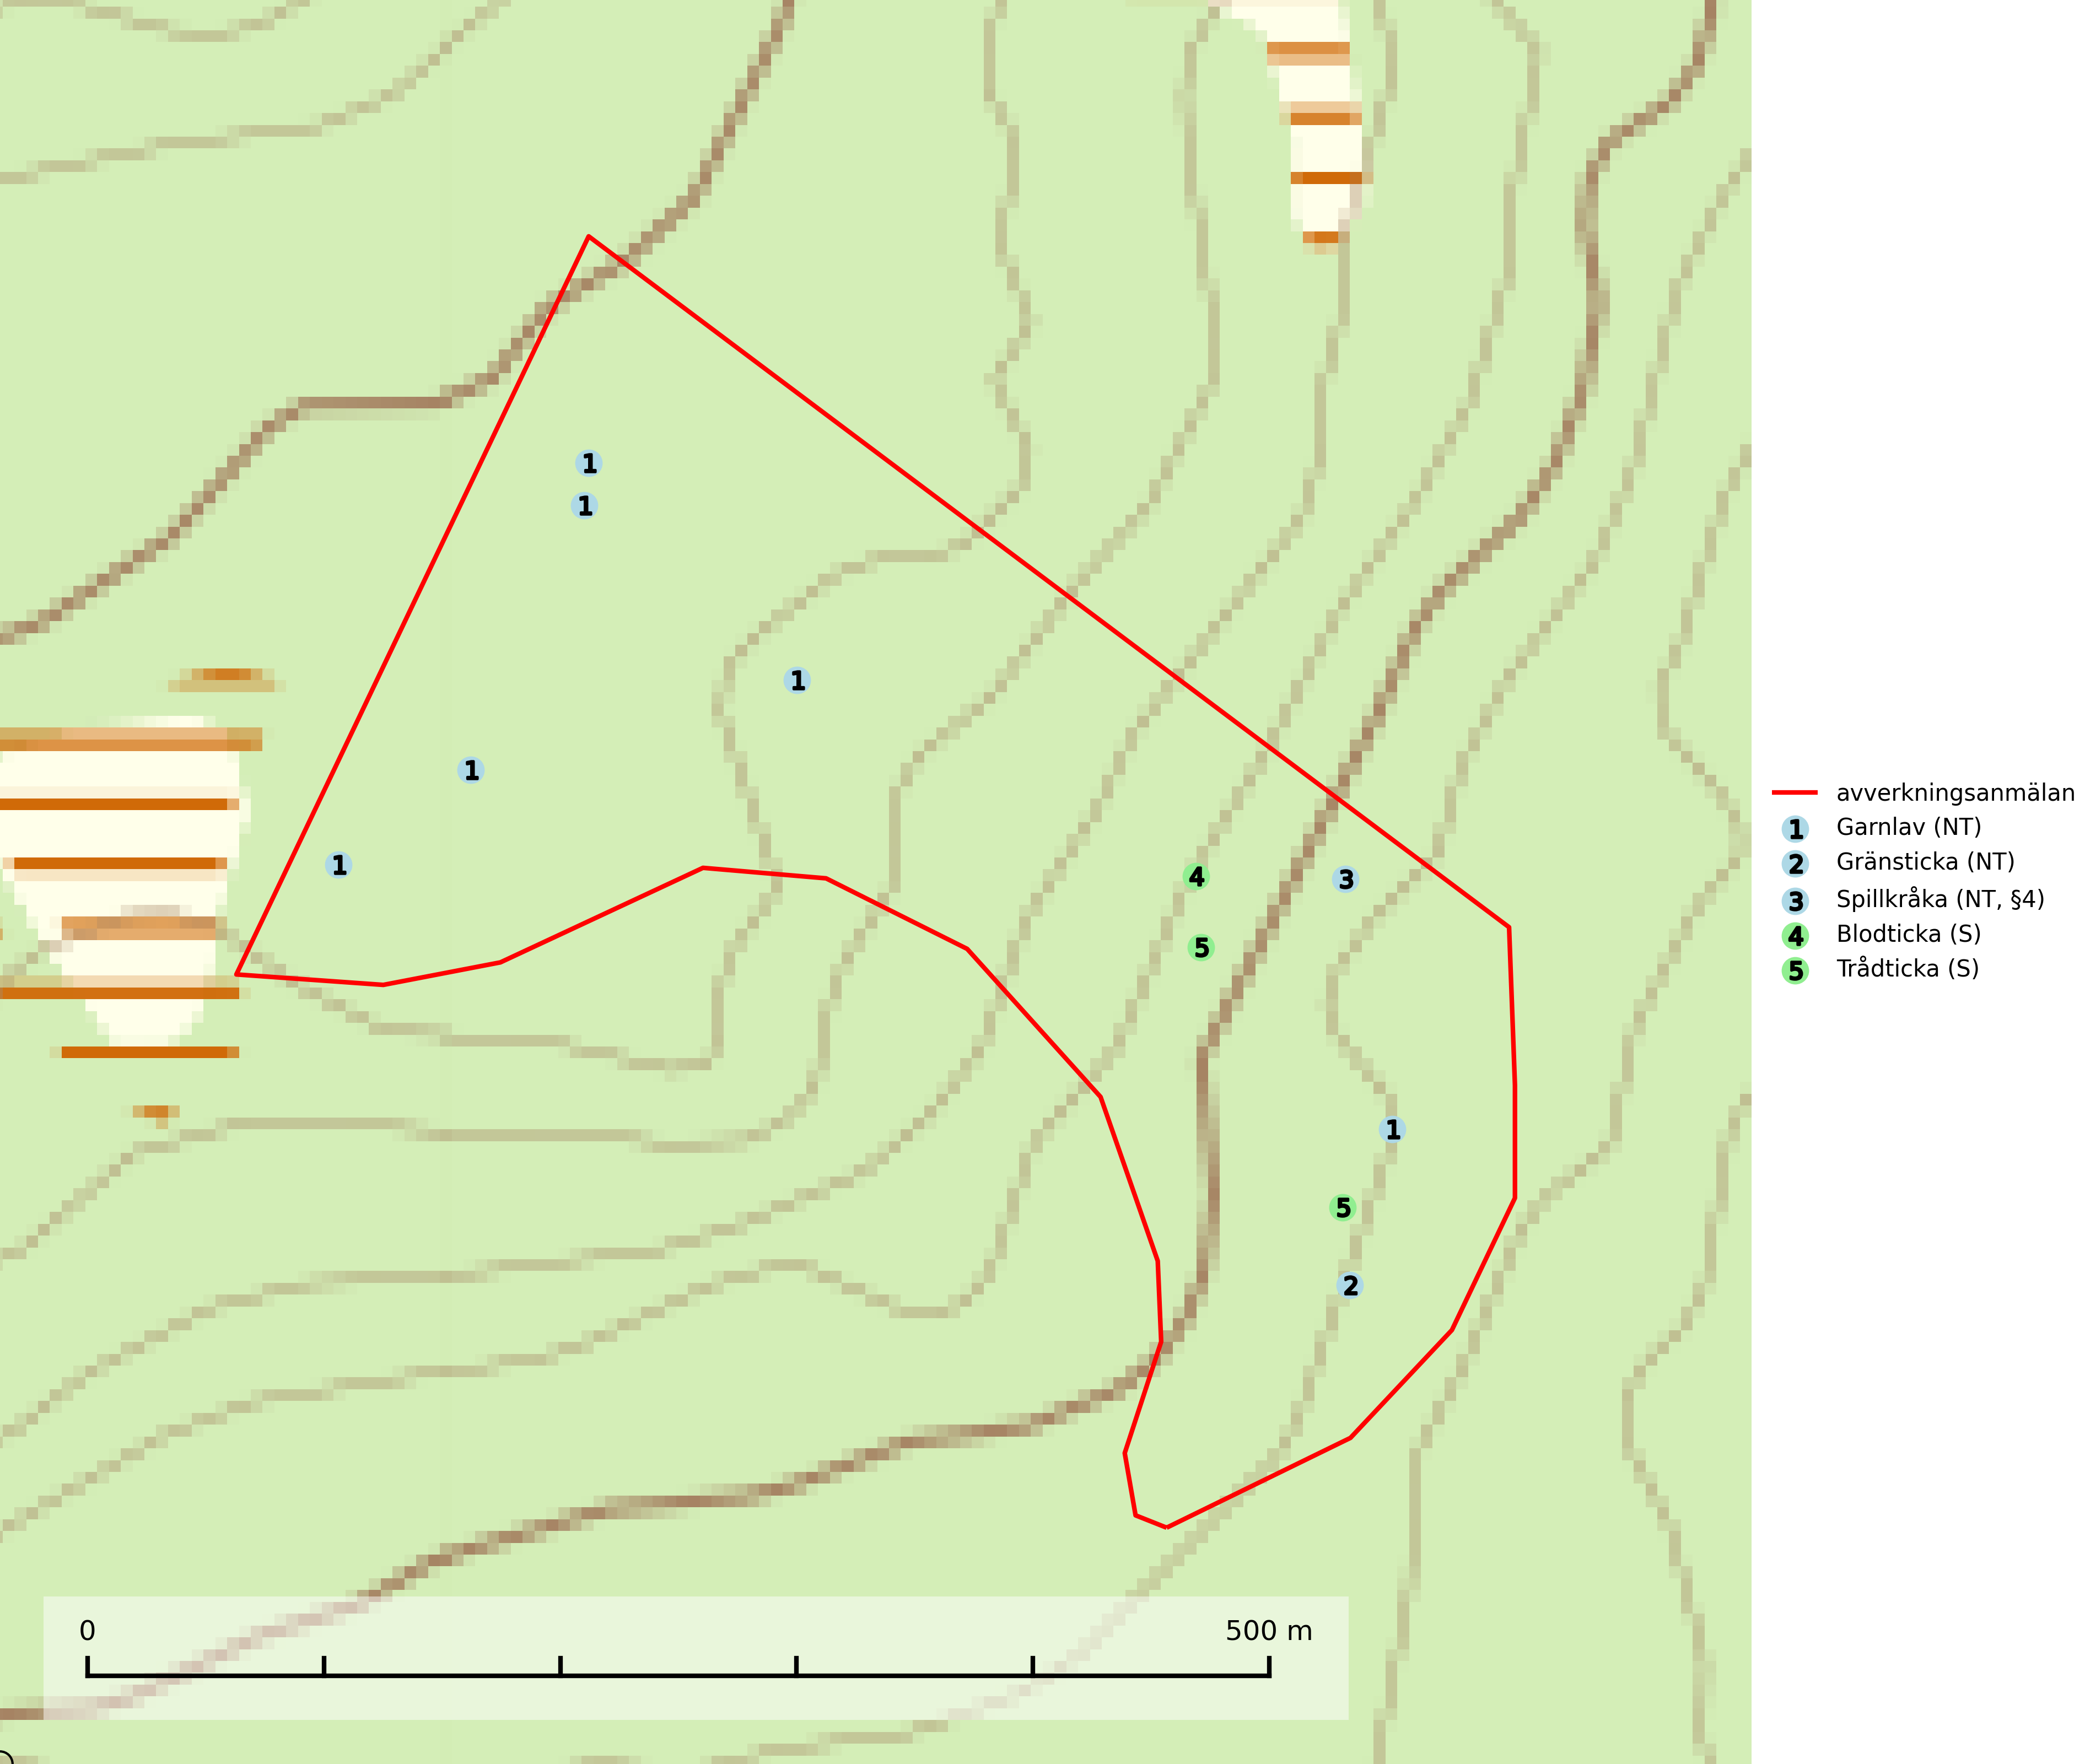 1
1
1
1
1
4
3
5
1
5
2
avverkningsanmälan
1 Garnlav (NT)
2 Gränsticka (NT)
3 Spillkråka (NT, §4)
4 Blodticka (S)
5 Trådticka (S)
0 500 m